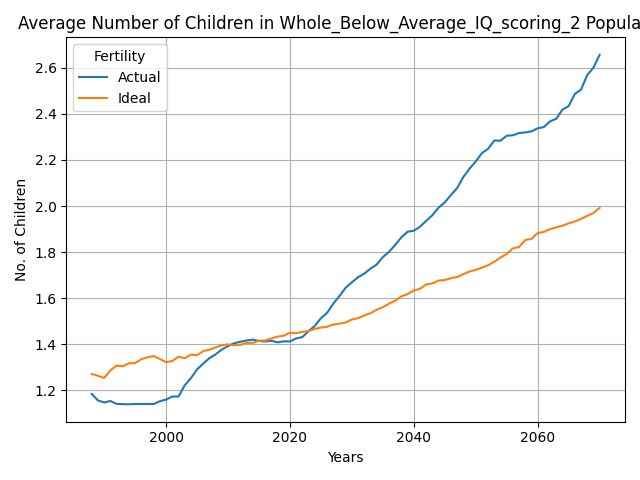 Average Number of Children in Whole_Below_Average_IQ_scoring_2 Popula
Fertility
Actual
Ideal
2.6
2.4
2.2
2.0
1.8
1.6
1.4
1.2
No. of Children
2000
2020
2040
2060
Years